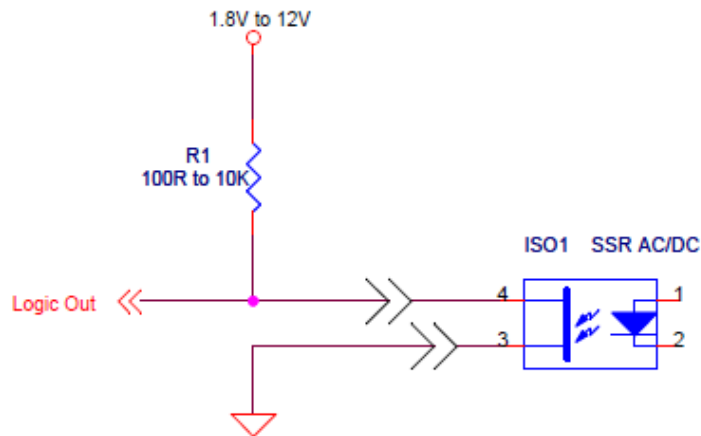 1.8V to 12V
R1
100R to 10K
ISO1 SSR AC/DC
Logic Out
4
1
3
2